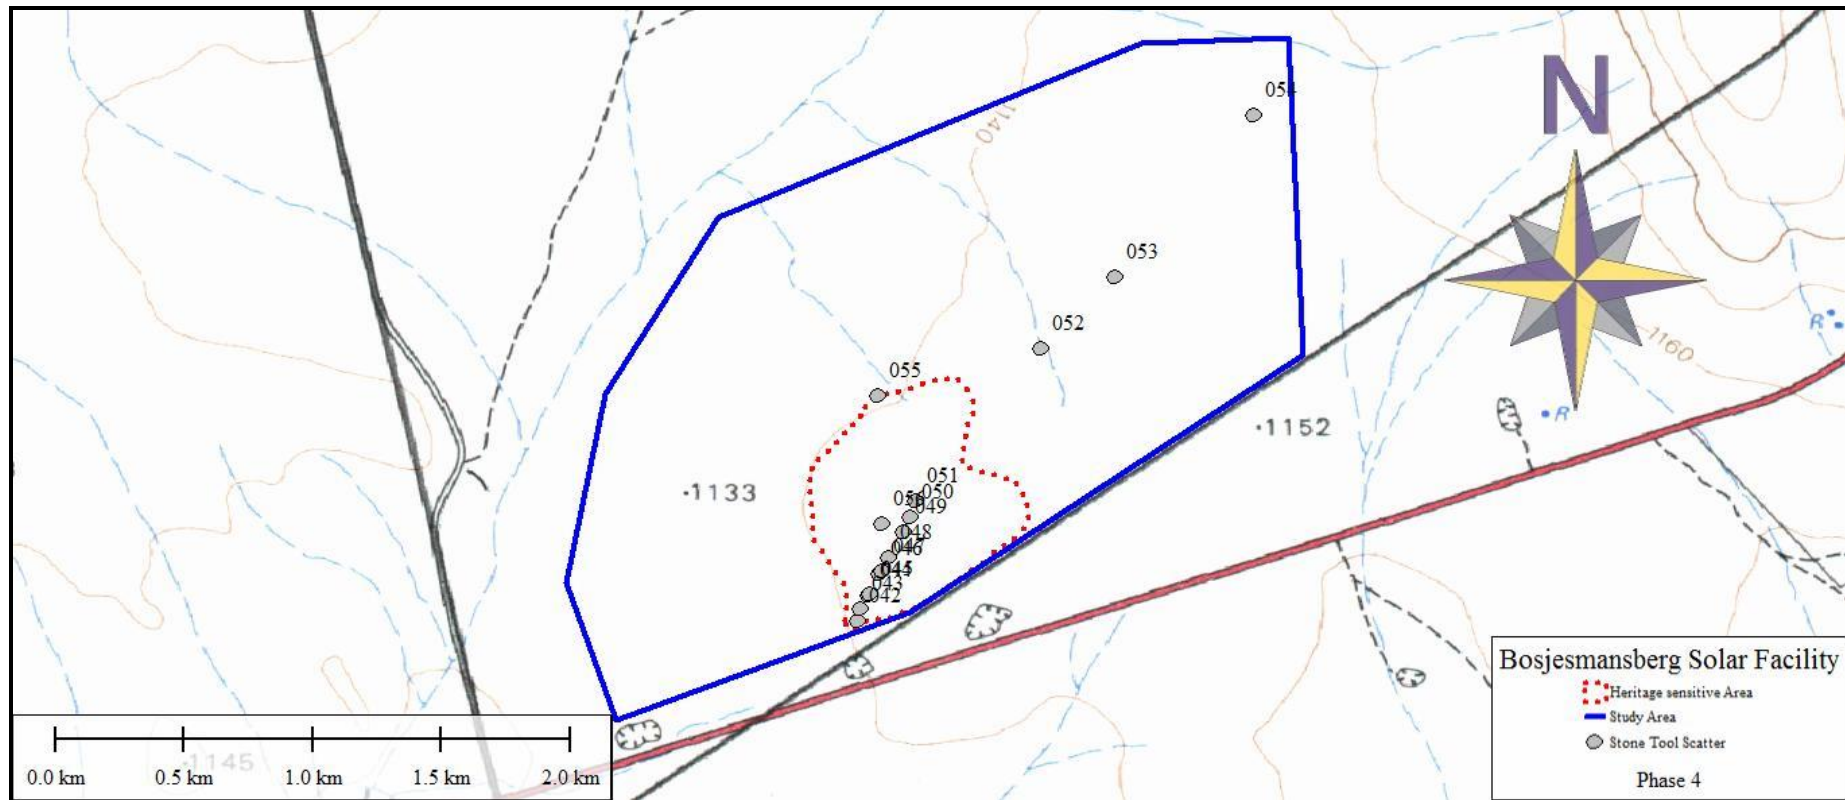 054
N
1140
053
052
R
1160
055
R
1152
051
1133
050
056
049
048
046
045
043
042
Bosjesmansberg Solar Facility
Heritage sensitive Area
Study Area
Stone Tool Scatter
Phase 4
1145
0.0 km 0.5 km 1.0 km 1.5 km 2.0 km